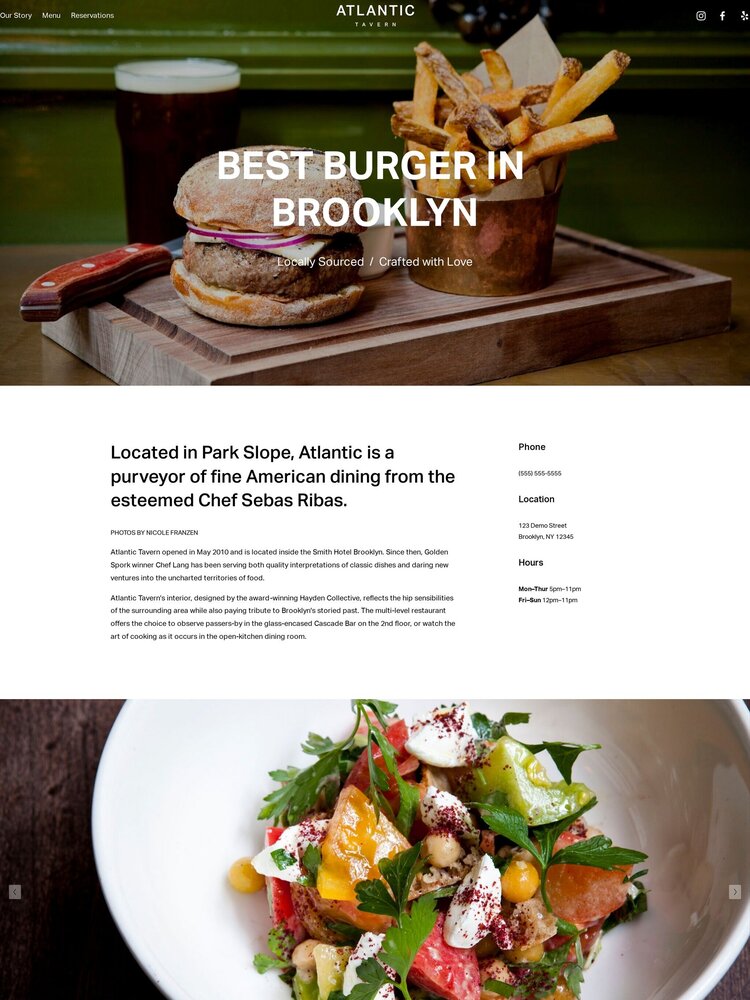 Our Story Menu Reservations
ATLANTIC
TAVERN
BEST BURGER IN
BROOKLYN
Locally Sourced / Crafted with Love
Located in Park Slope, Atlantic is a
purveyor of fine American dining from the
esteemed Chef Sebas Ribas.
PHOTOS BY NICOLE FRANZEN
Atlantic Tavern opened in May 2010 and is located inside the Smith Hotel Brooklyn. Since then, Golden
Spork winner Chef Lang has been serving both quality interpretations of classic dishes and daring new
ventures into the uncharted territories of food.
Atlantic Tavern's interior, designed by the award-winning Hayden Collective, reflects the hip sensibilities
of the surrounding area while also paying tribute to Brooklyn's storied past. The multi-level restaurant
offers the choice to observe passers-by in the glass-encased Cascade Bar on the 2nd floor, or watch the
art of cooking as it occurs in the open-kitchen dining room.
Phone
(555) 555-5555
Location
123 Demo Street
Brooklyn, NY 12345
Hours
Mon–Thur 5pm–11pm
Fri–Sun 12pm–11pm